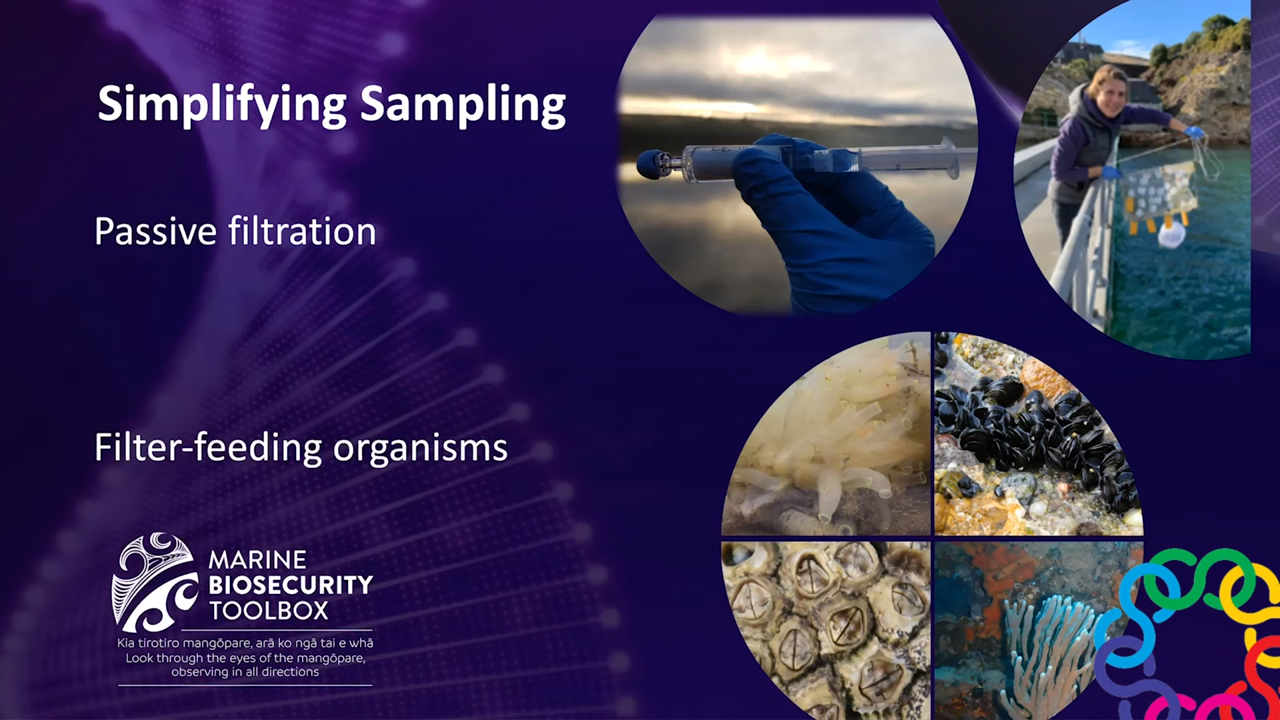 Simplifying Sampling
Passive filtration
Filter-feeding organisms
MARINE
BIOSECURITY
TOOLBOX
Kia tirotiro mangōpare, arā ko ngā tai e whā
Look through the eyes of the mangōpare,
observing in all directions